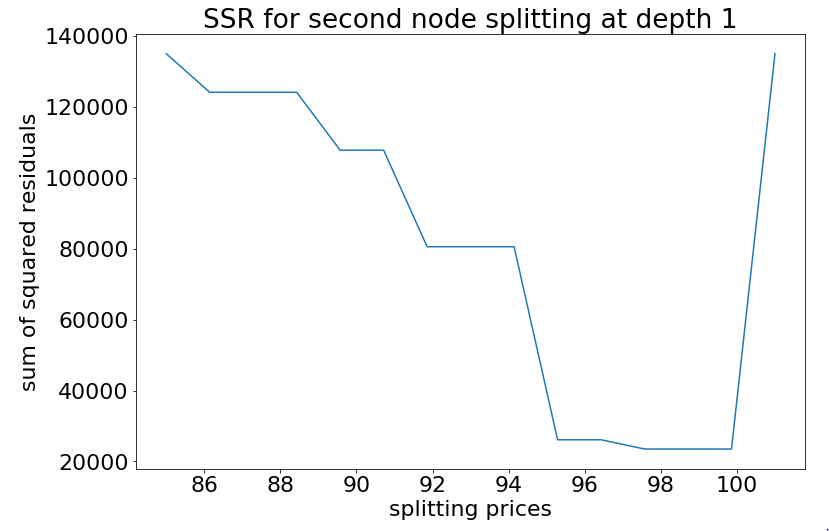 SSR for second node splitting at depth 1
sum of squared residuals
140000
120000
100000
80000
60000
40000
20000
86 88 90 92 94 96 98 100
splitting prices